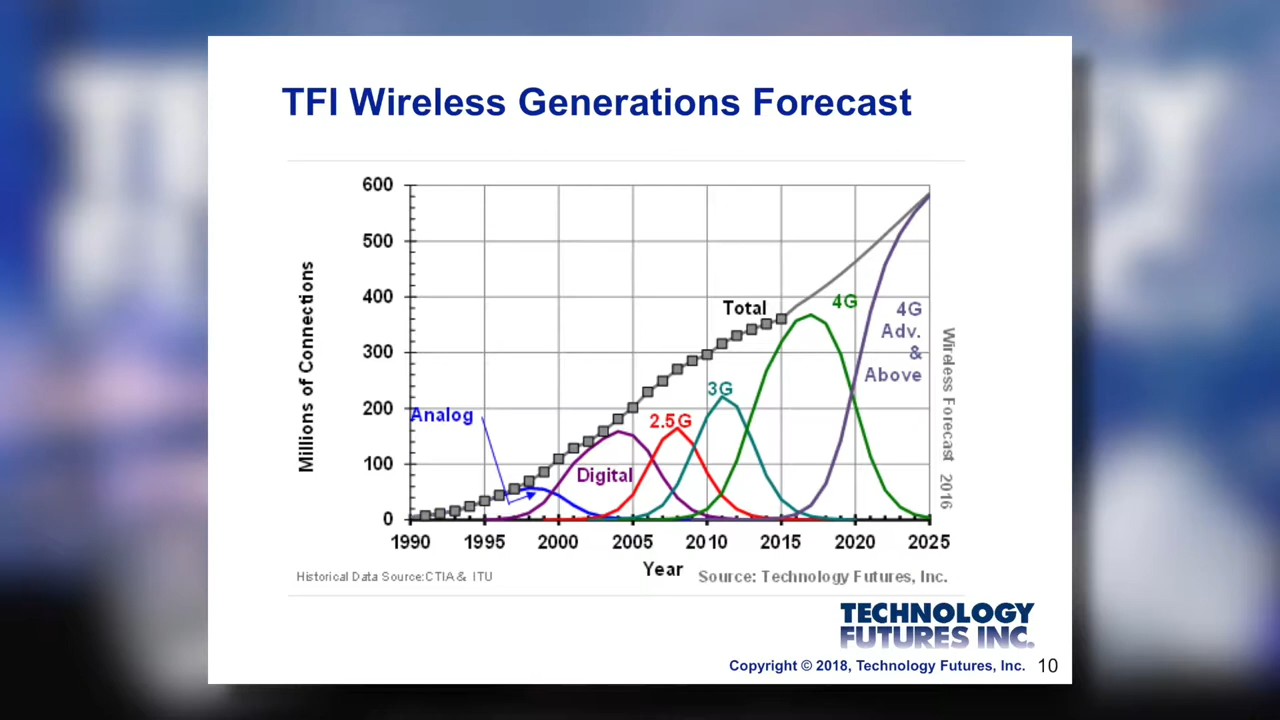 TFI Wireless Generations Forecast
600
500
400
300
200
100
0
Millions of Connections
Total
4G
4G
Adv.
&
Above
3G
2.5G
Analog
Digital
Wireless Forecast 2016
1990 1995 2000 2005 2010 2015 2020 2025
Year
Historical Data Source:CTIA & ITU
Source: Technology Futures, Inc.
TECHNOLOGY
FUTURES INC.
Copyright © 2018, Technology Futures, Inc. 10